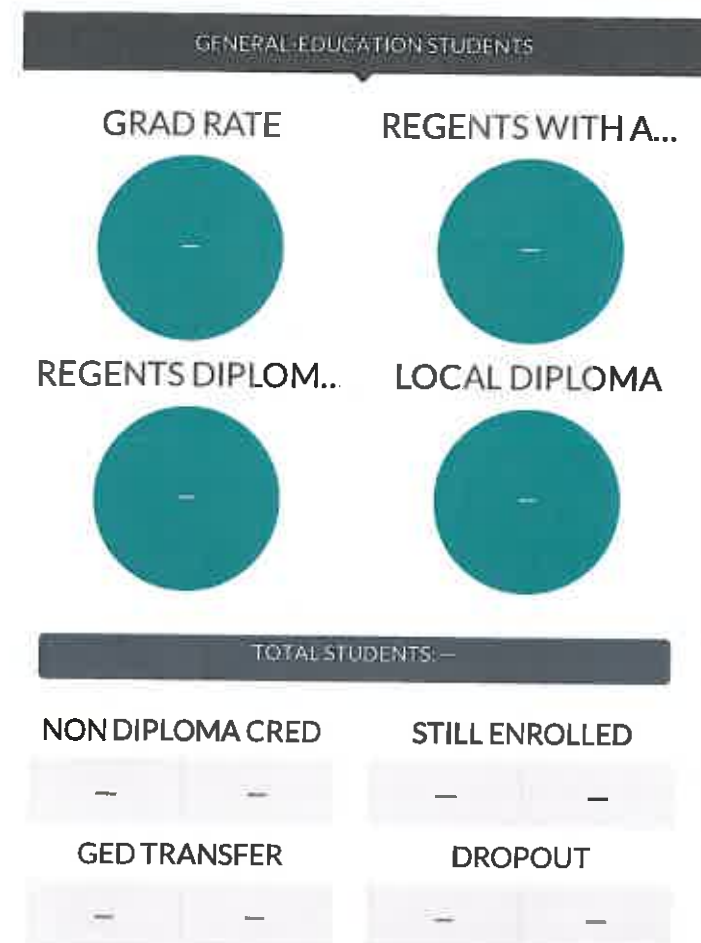 GENERAL-EDUCATION STUDENTS
GRAD RATE REGENTS WITH A...
— —
REGENTS DIPLOM... LOCAL DIPLOMA
— —
TOTAL STUDENTS: —
NON DIPLOMA CRED STILL ENROLLED
— — — —
GED TRANSFER DROPOUT
— — — —